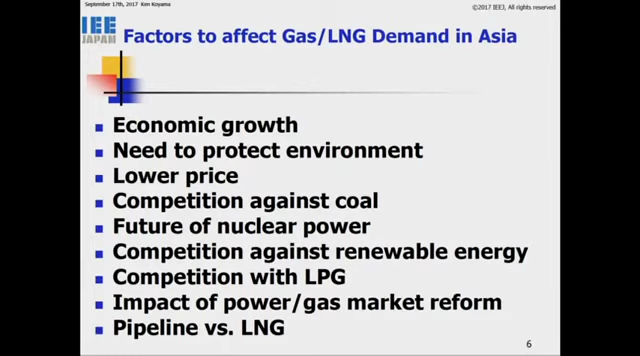 September 17th, 2017 Ken Koyama
©2017 IEEJ, All rights reserved
IEE
JAPAN
Factors to affect Gas/LNG Demand in Asia
Economic growth
Need to protect environment
Lower price
Competition against coal
Future of nuclear power
Competition against renewable energy
Competition with LPG
Impact of power/gas market reform
Pipeline vs. LNG
6